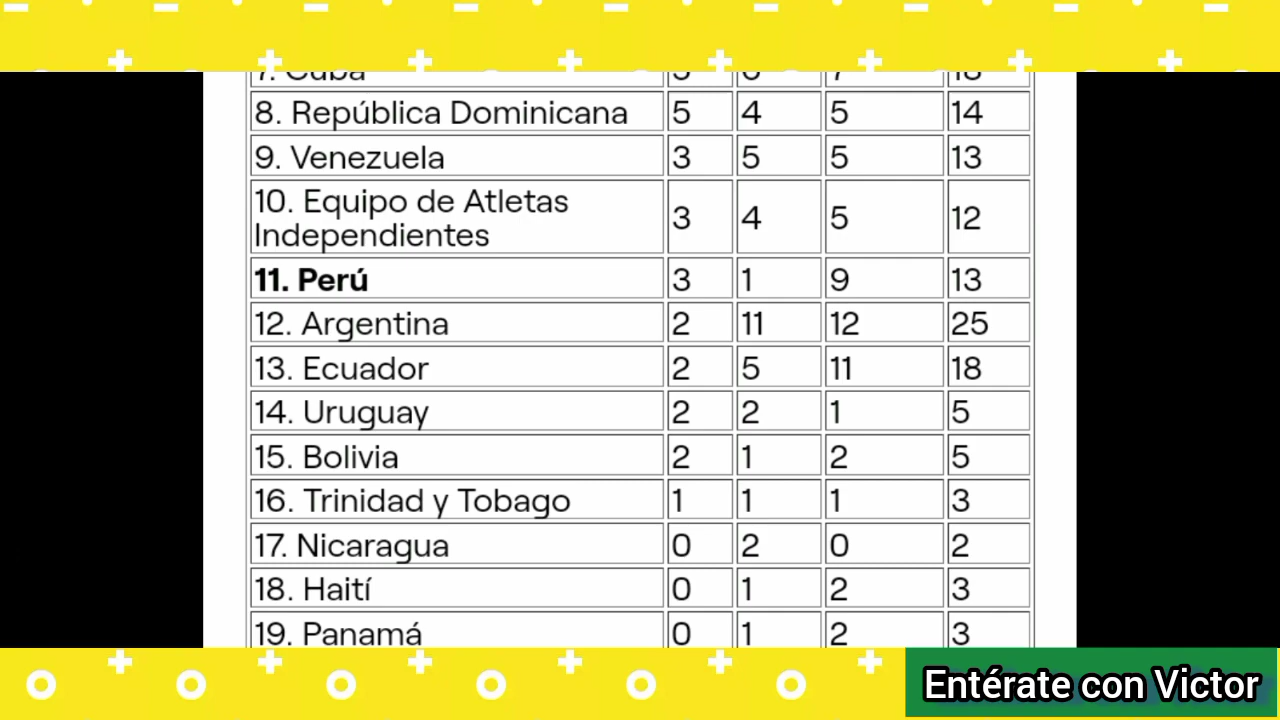 7. Cuba
8. República Dominicana 5 4 5 14
9. Venezuela 3 5 5 13
10. Equipo de Atletas
Independientes 3 4 5 12
11. Perú 3 1 9 13
12. Argentina 2 11 12 25
13. Ecuador 2 5 11 18
14. Uruguay 2 2 1 5
15. Bolivia 2 1 2 5
16. Trinidad y Tobago 1 1 1 3
17. Nicaragua 0 2 0 2
18. Haití 0 1 2 3
19. Panamá 0 1 2 3
Entérate con Victor